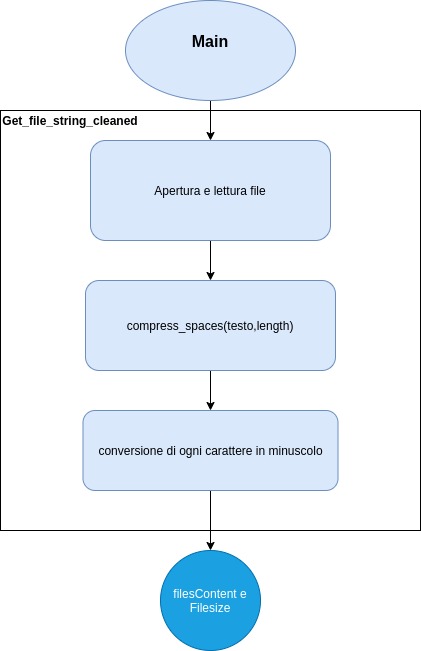 Main
Get_file_string_cleaned
Apertura e lettura file
compress_spaces(testo,length)
conversione di ogni carattere in minuscolo
filesContent e
Filesize